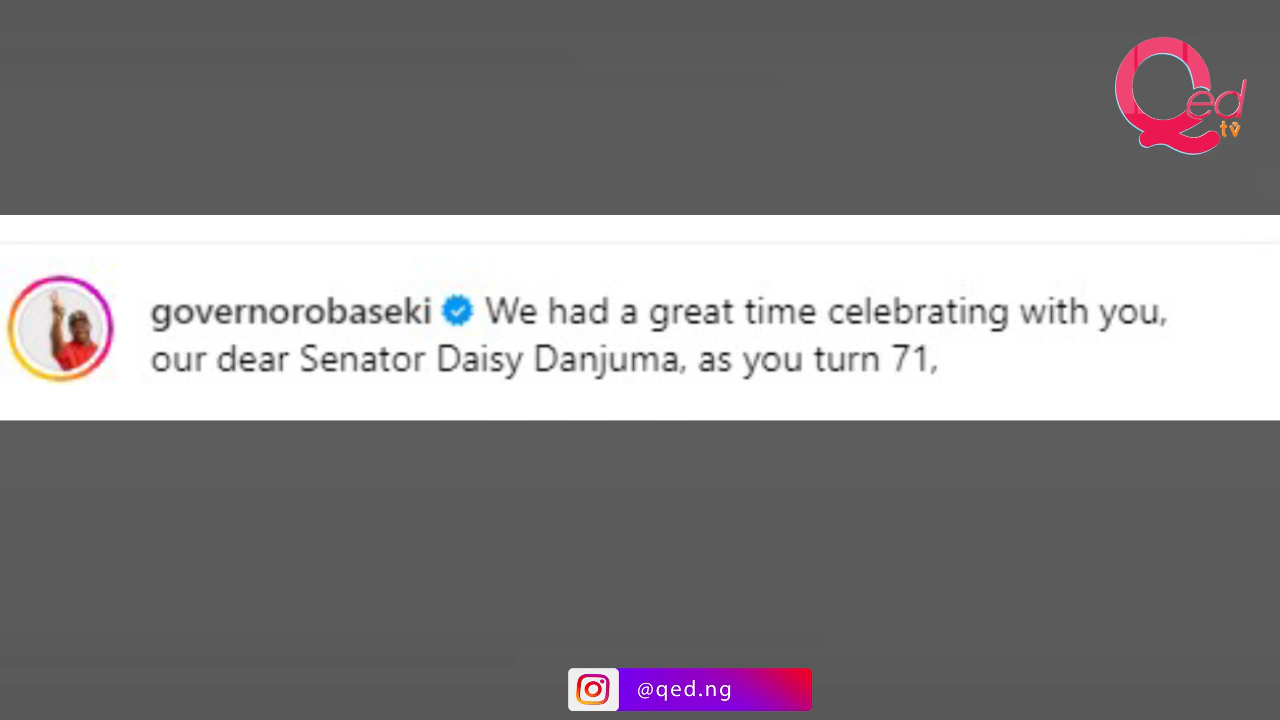 Qed
tv
governorobaseki We had a great time celebrating with you,
our dear Senator Daisy Danjuma, as you turn 71,
@qed.ng